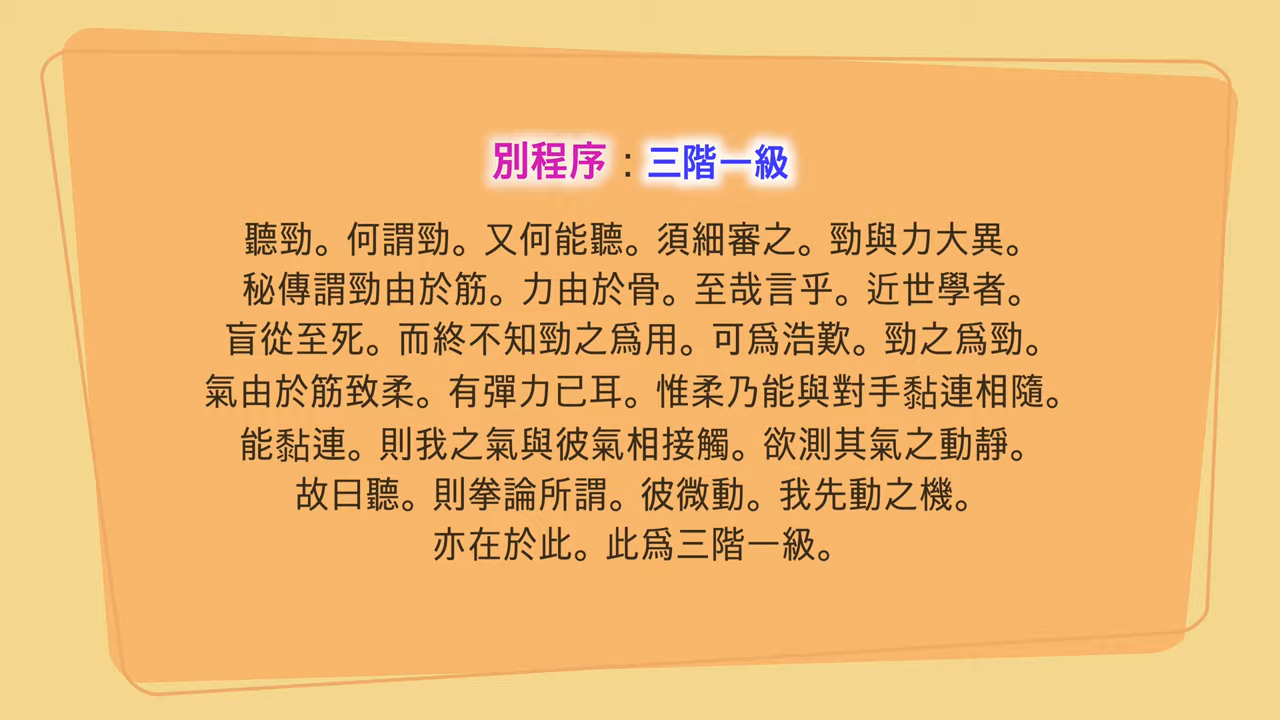 別程序：三階一級
聽勁。何謂勁。又何能聽。須細審之。勁與力大異。
秘傳謂勁由於筋。力由於骨。至哉言乎。近世學者。
盲從至死。而終不知勁之爲用。可爲浩歎。勁之爲勁。
氣由於筋致柔。有彈力已耳。惟柔乃能與對手黏連相隨。
能黏連。則我之氣與彼氣相接觸。欲測其氣之動靜。
故曰聽。則拳論所謂。彼微動。我先動之機。
亦在於此。此爲三階一級。